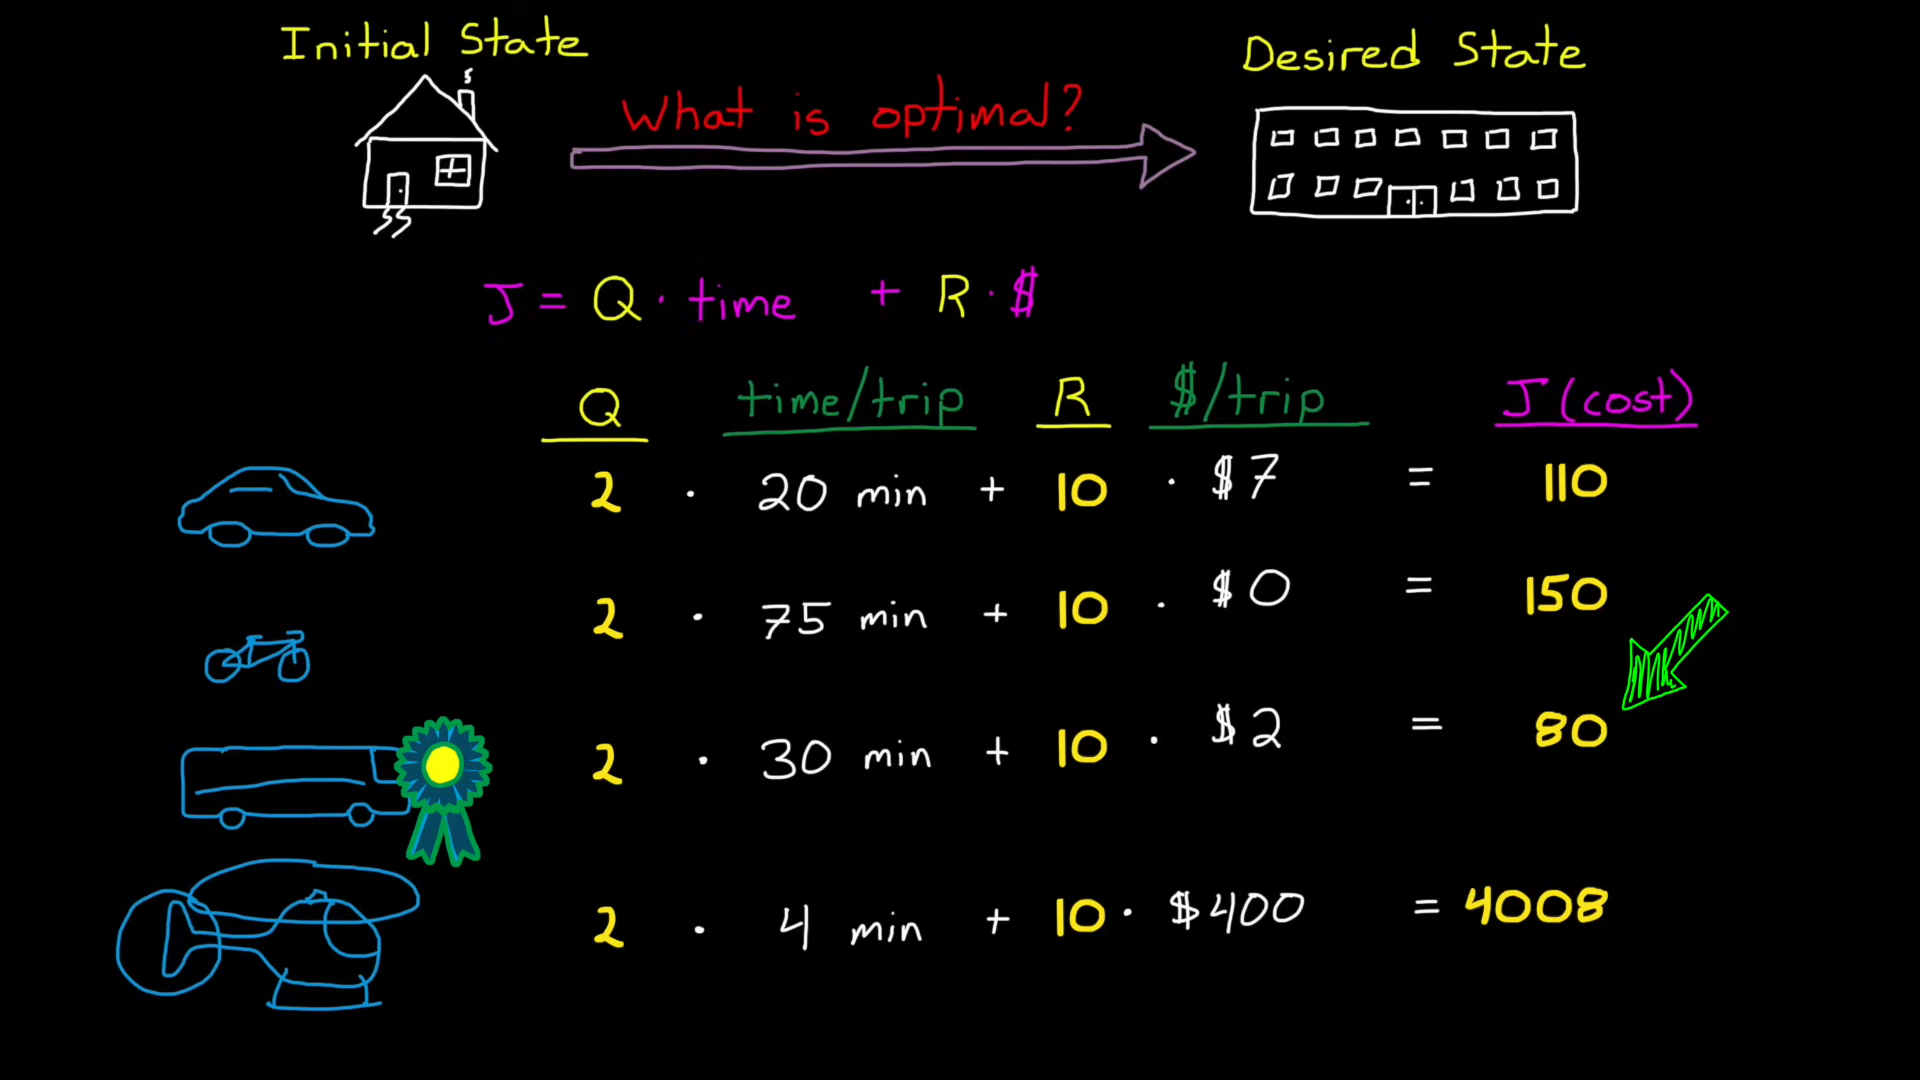 Initial State
Desired State
What is optimal?
J = Q · time + R · $
Q time/trip R $/trip J (cost)
2 · 20 min + 10 · $7 = 110
2 · 75 min + 10 · $0 = 150
2 · 30 min + 10 · $2 = 80
2 · 4 min + 10 · $400 = 4008